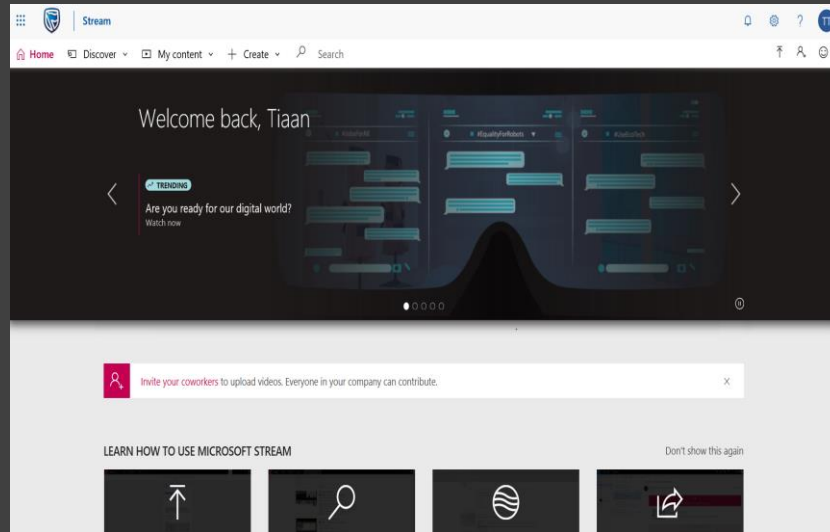 Stream
Home Discover My content Create Search
Welcome back, Tiaan
TRENDING
Are you ready for our digital world?
Watch now
#EqualityForRobots
Invite your coworkers to upload videos. Everyone in your company can contribute.
LEARN HOW TO USE MICROSOFT STREAM
Don't show this again